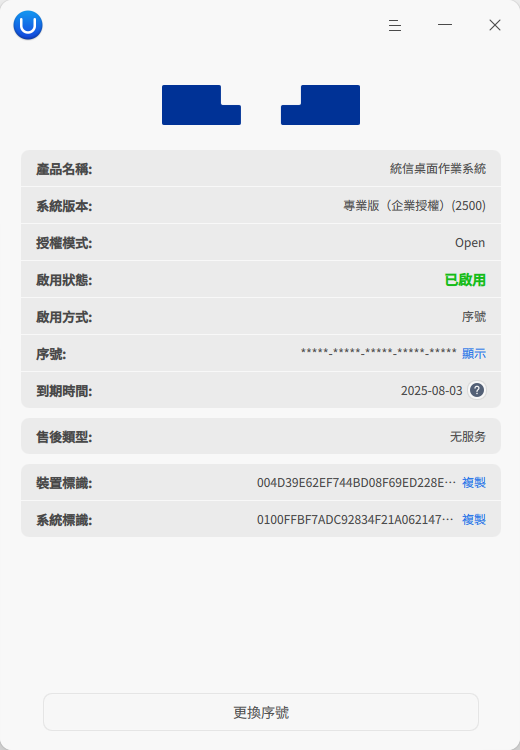 產品名稱: 統信桌面作業系統
系統版本: 專業版（企業授權）(2500)
授權模式: Open
啟用狀態: 已啟用
啟用方式: 序號
序號: *****-*****-*****-*****-***** 顯示
到期時間: 2025-08-03 ?
售後類型: 无服务
裝置標識: 004D39E62EF744BD08F69ED228E… 複製
系統標識: 0100FFBF7ADC92834F21A062147… 複製
更換序號